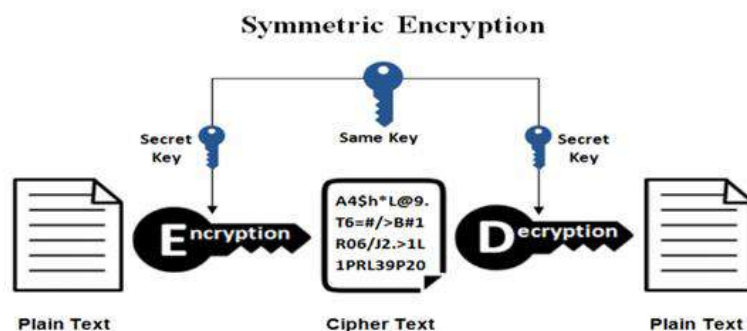 Symmetric Encryption
Secret
Key
Same Key
Secret
Key
Encryption
A4$h*L@9.
T6=#/>B#1
R06/J2.>1L
1PRL39P20
Decryption
Plain Text
Cipher Text
Plain Text